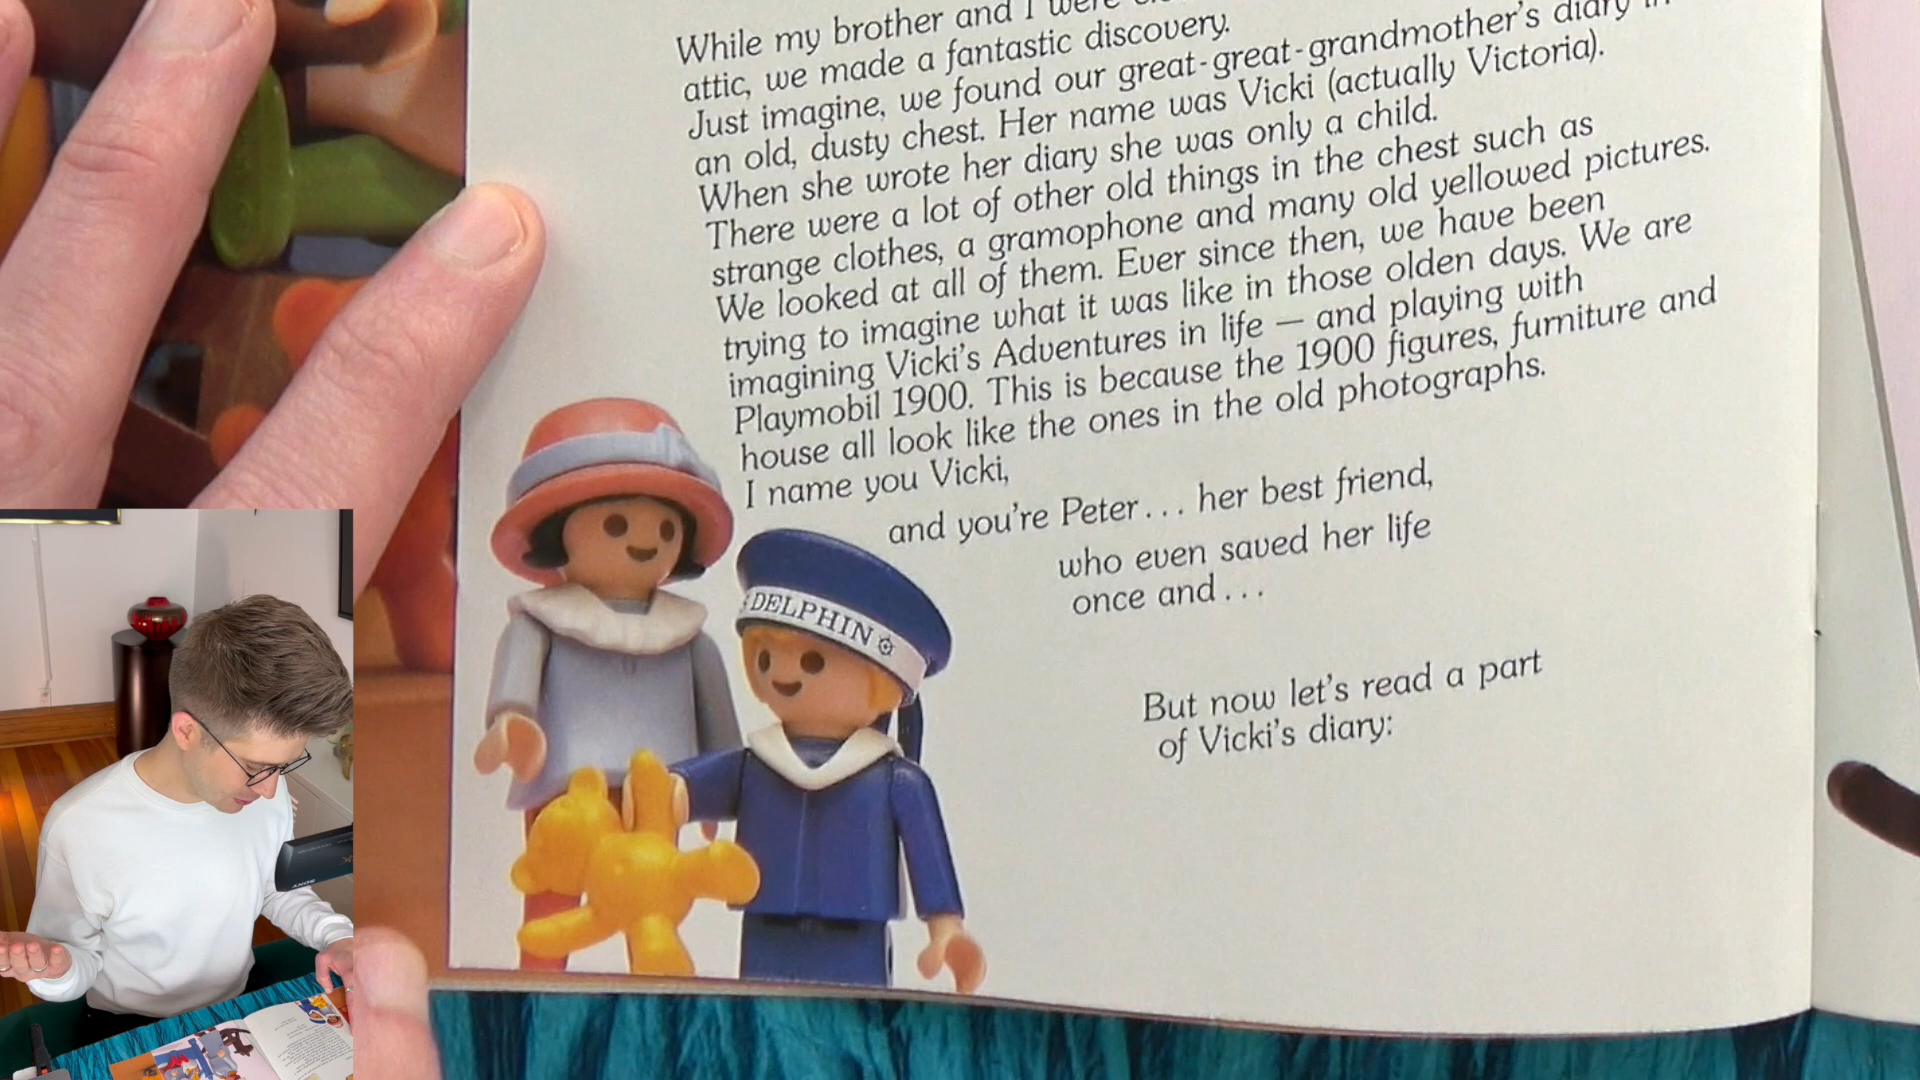 While my brother and I were
attic, we made a fantastic discovery.
Just imagine, we found our great-great-grandmother's diary in
an old, dusty chest. Her name was Vicki (actually Victoria).
When she wrote her diary she was only a child.
There were a lot of other old things in the chest such as
strange clothes, a gramophone and many old yellowed pictures.
We looked at all of them. Ever since then, we have been
trying to imagine what it was like in those olden days. We are
imagining Vicki's Adventures in life — and playing with
Playmobil 1900. This is because the 1900 figures, furniture and
house all look like the ones in the old photographs.
I name you Vicki,
and you're Peter... her best friend,
who even saved her life
once and...
DELPHIN
But now let's read a part
of Vicki's diary:
SONY